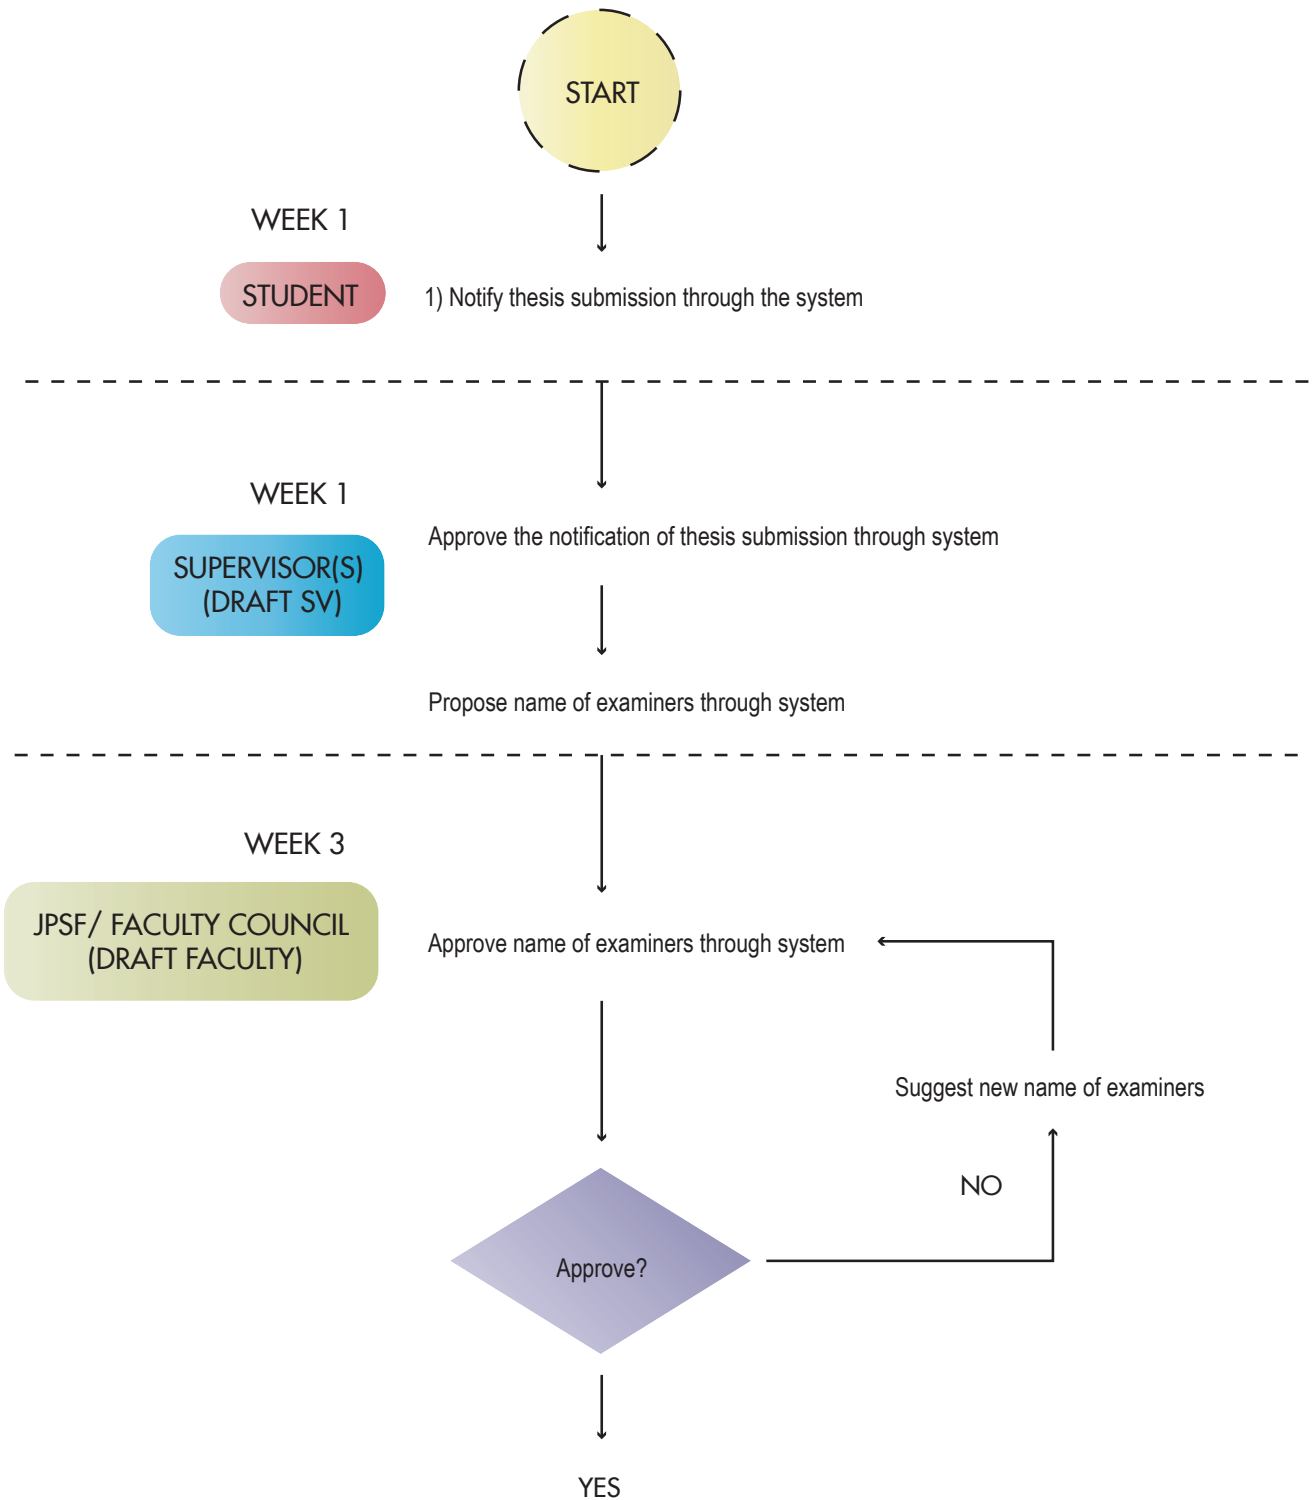 START
WEEK 1
STUDENT
1) Notify thesis submission through the system
WEEK 1
SUPERVISOR(S)
(DRAFT SV)
Approve the notification of thesis submission through system
Propose name of examiners through system
WEEK 3
JPSF/ FACULTY COUNCIL
(DRAFT FACULTY)
Approve name of examiners through system
Suggest new name of examiners
NO
Approve?
YES